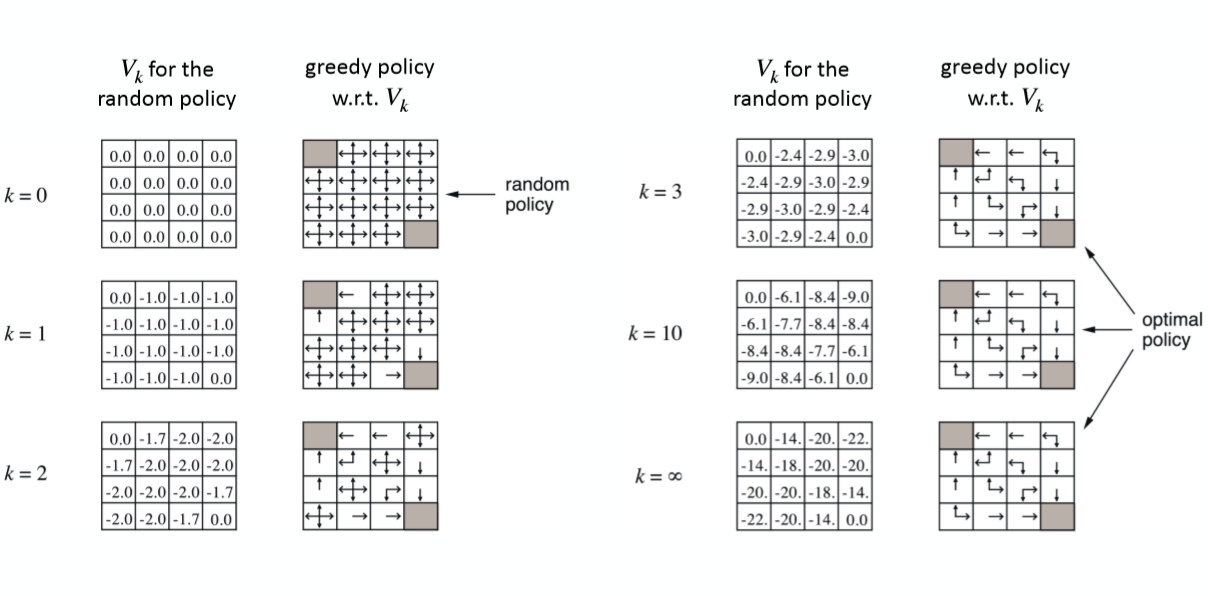 V_k for the
random policy
greedy policy
w.r.t. V_k
V_k for the
random policy
greedy policy
w.r.t. V_k
k = 0
0.0 0.0 0.0 0.0
0.0 0.0 0.0 0.0
0.0 0.0 0.0 0.0
0.0 0.0 0.0 0.0
random
policy
k = 1
0.0 -1.0 -1.0 -1.0
-1.0 -1.0 -1.0 -1.0
-1.0 -1.0 -1.0 -1.0
-1.0 -1.0 -1.0 0.0
k = 2
0.0 -1.7 -2.0 -2.0
-1.7 -2.0 -2.0 -2.0
-2.0 -2.0 -2.0 -1.7
-2.0 -2.0 -1.7 0.0
k = 3
0.0 -2.4 -2.9 -3.0
-2.4 -2.9 -3.0 -2.9
-2.9 -3.0 -2.9 -2.4
-3.0 -2.9 -2.4 0.0
k = 10
0.0 -6.1 -8.4 -9.0
-6.1 -7.7 -8.4 -8.4
-8.4 -8.4 -7.7 -6.1
-9.0 -8.4 -6.1 0.0
optimal
policy
k = ∞
0.0 -14. -20. -22.
-14. -18. -20. -20.
-20. -20. -18. -14.
-22. -20. -14. 0.0